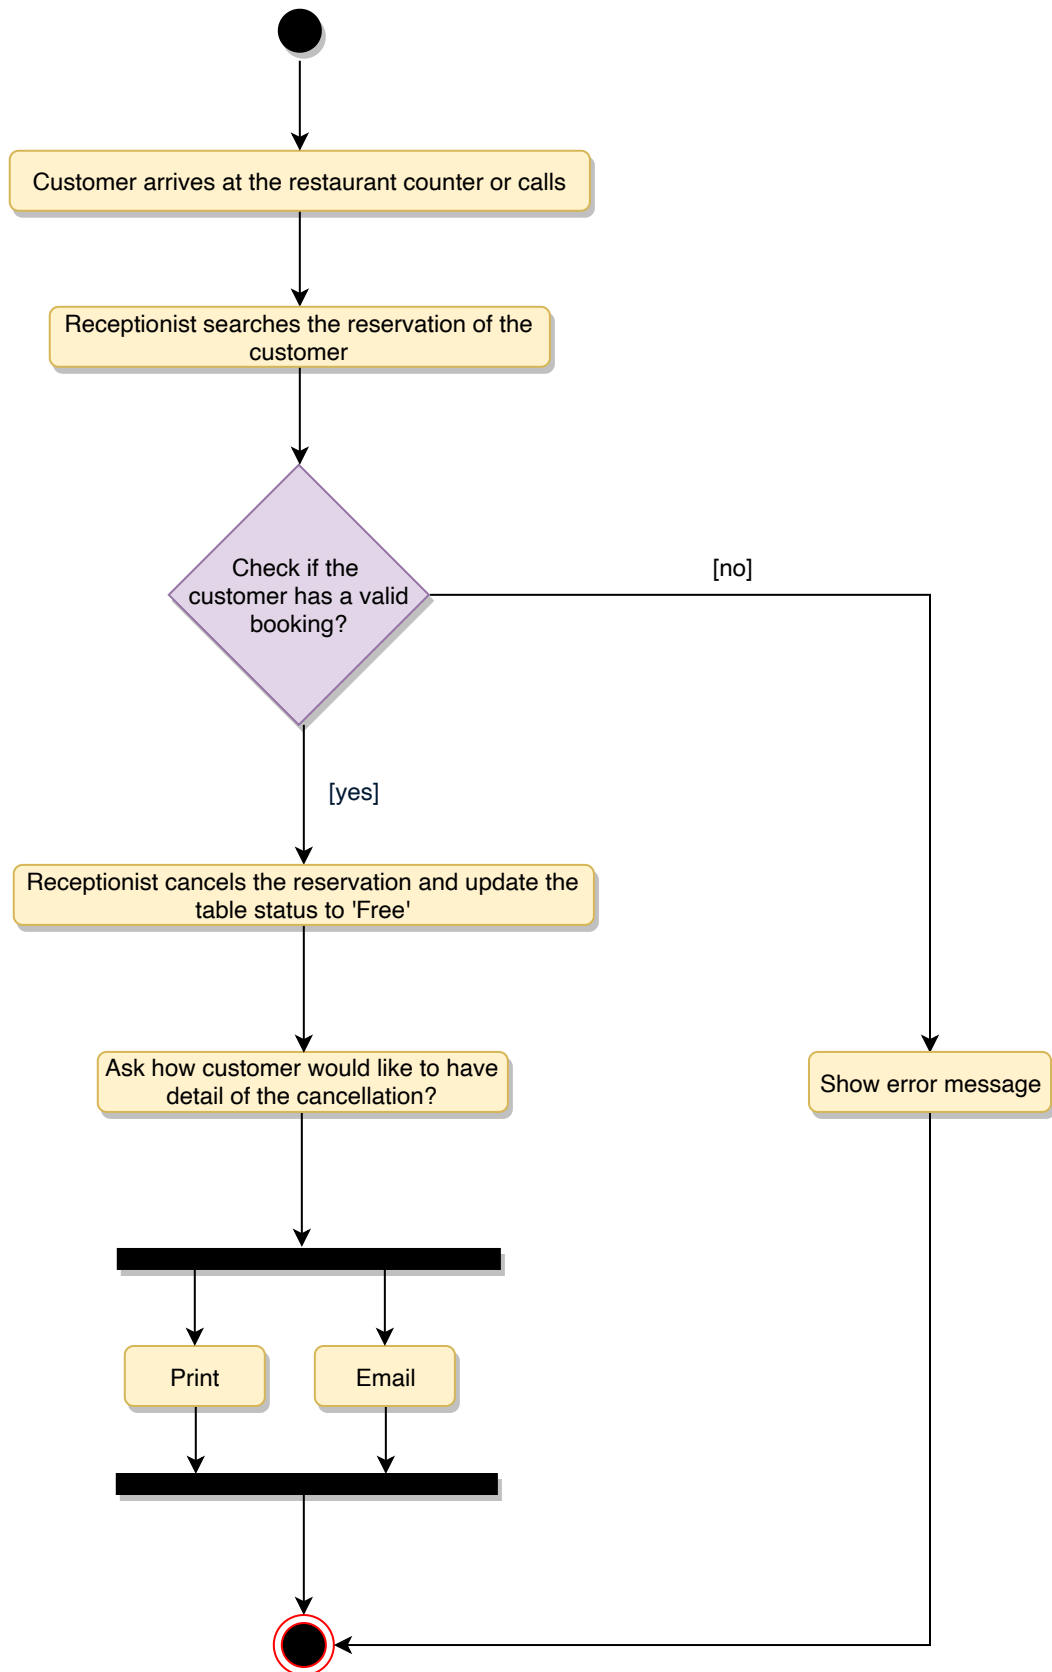 Customer arrives at the restaurant counter or calls
Receptionist searches the reservation of the
customer
Check if the
customer has a valid
booking?
[no]
[yes]
Receptionist cancels the reservation and update the
table status to 'Free'
Ask how customer would like to have
detail of the cancellation?
Show error message
Print
Email